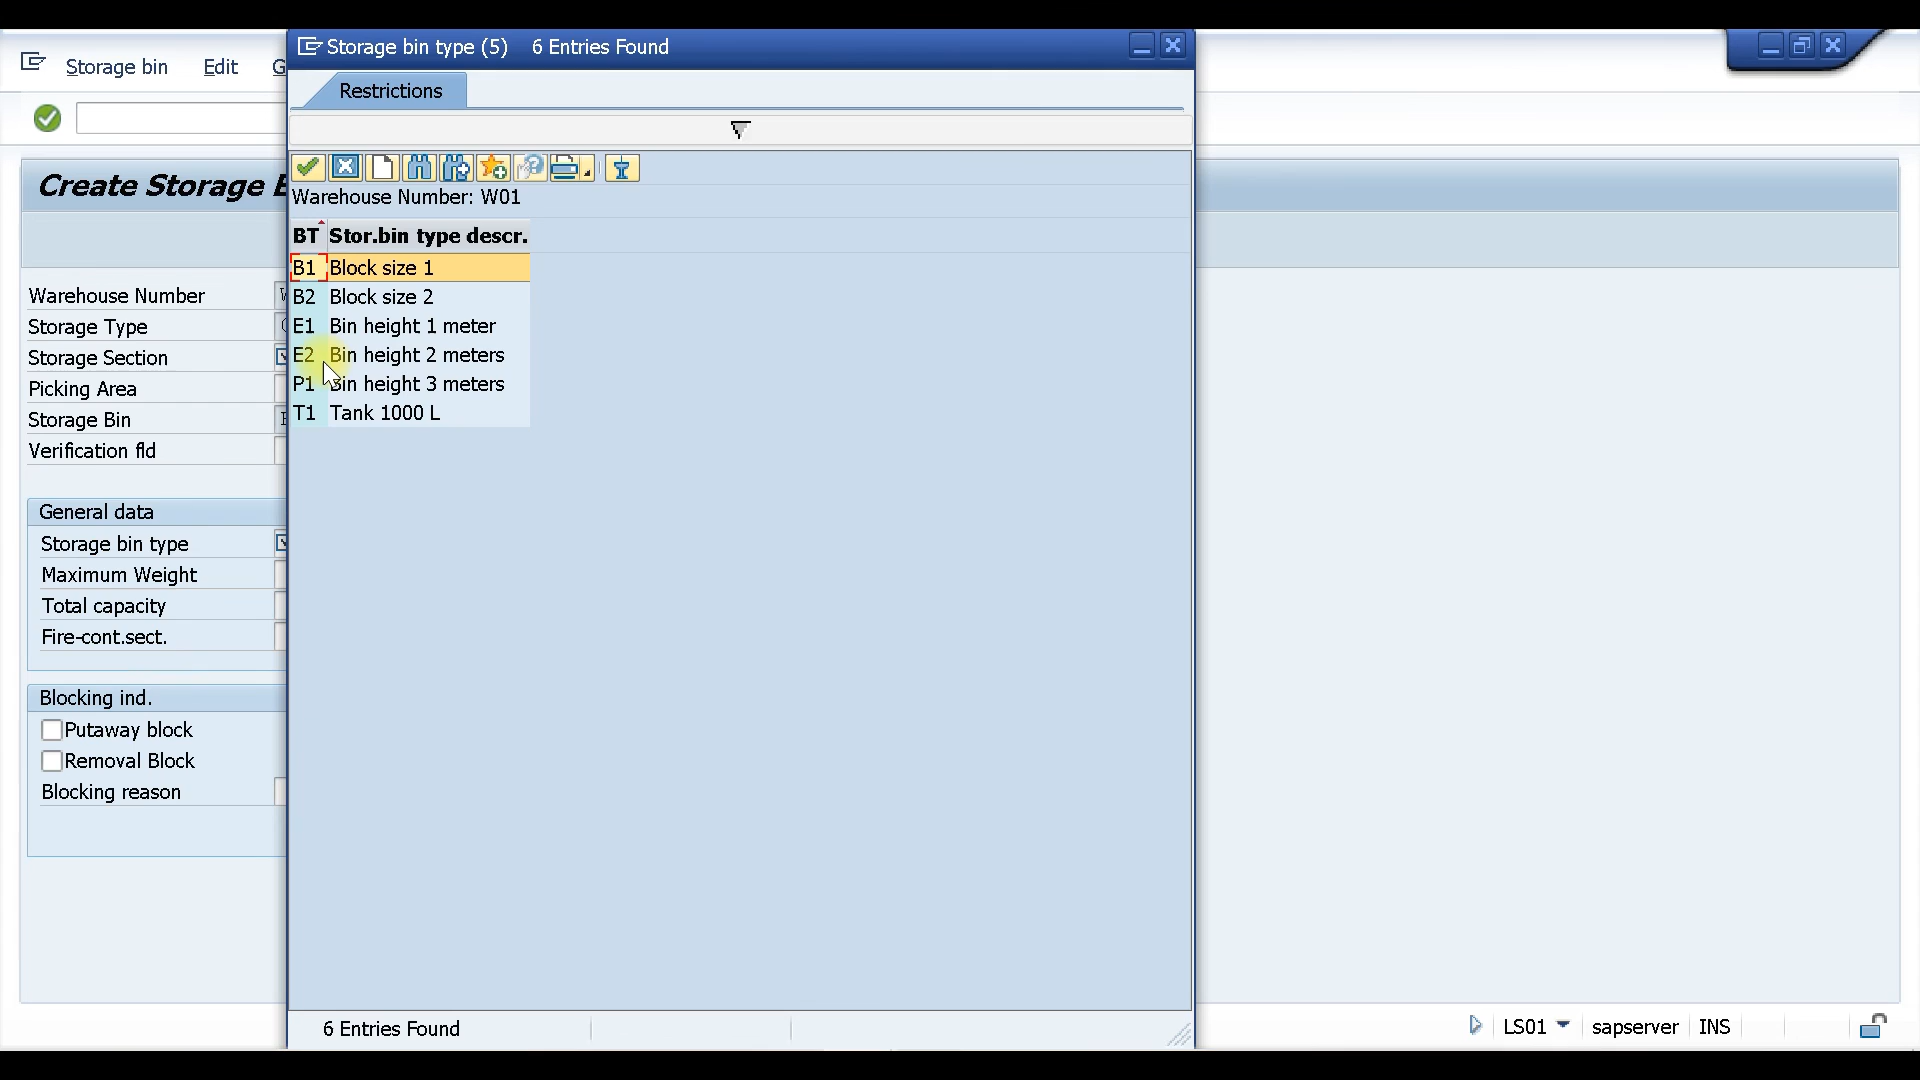 Storage bin type (5) 6 Entries Found
Storage bin Edit G
Restrictions
Create Storage B
Warehouse Number: W01
BT Stor.bin type descr.
B1 Block size 1
B2 Block size 2
E1 Bin height 1 meter
E2 Bin height 2 meters
P1 Bin height 3 meters
T1 Tank 1000 L
Warehouse Number
Storage Type
Storage Section
Picking Area
Storage Bin
Verification fld
General data
Storage bin type
Maximum Weight
Total capacity
Fire-cont.sect.
Blocking ind.
Putaway block
Removal Block
Blocking reason
6 Entries Found
LS01 sapserver INS